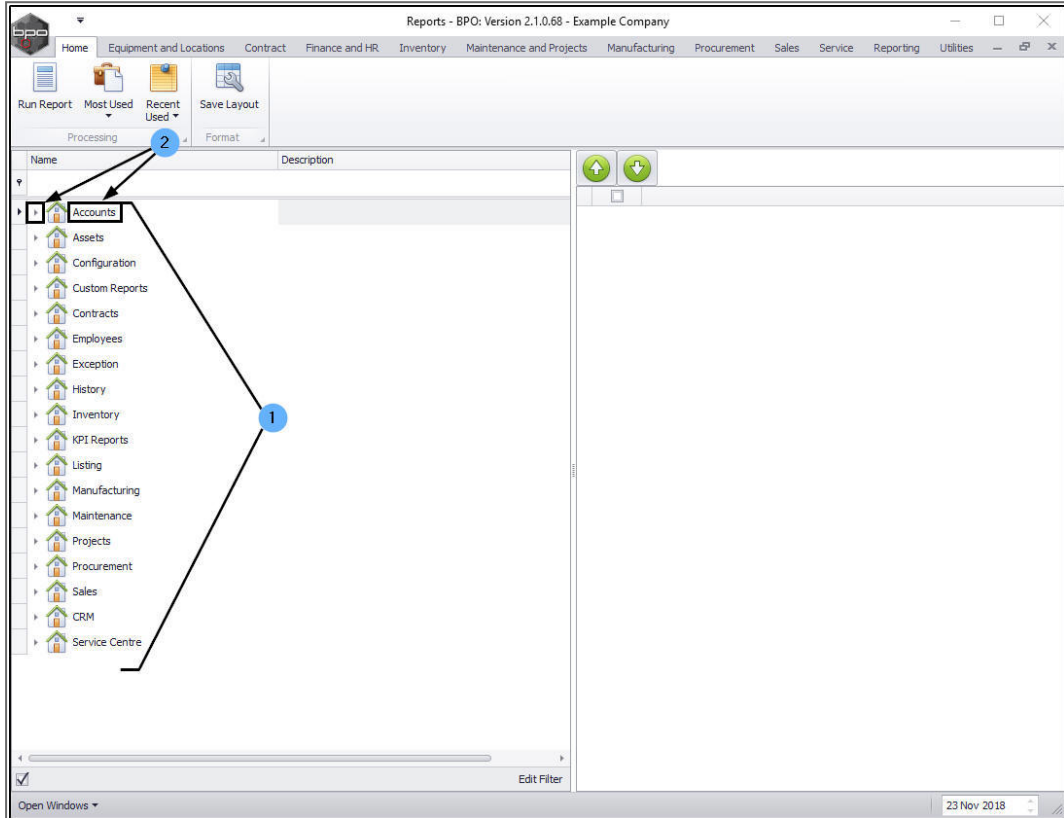 Reports - BPO: Version 2.1.0.68 - Example Company
bpo
Home Equipment and Locations Contract Finance and HR Inventory Maintenance and Projects Manufacturing Procurement Sales Service Reporting Utilities
Run Report Most Used Recent Used Save Layout
Processing Format
2
Name Description
Accounts
Assets
Configuration
Custom Reports
Contracts
Employees
Exception
History
Inventory
1
KPI Reports
Listing
Manufacturing
Maintenance
Projects
Procurement
Sales
CRM
Service Centre
Edit Filter
Open Windows 23 Nov 2018